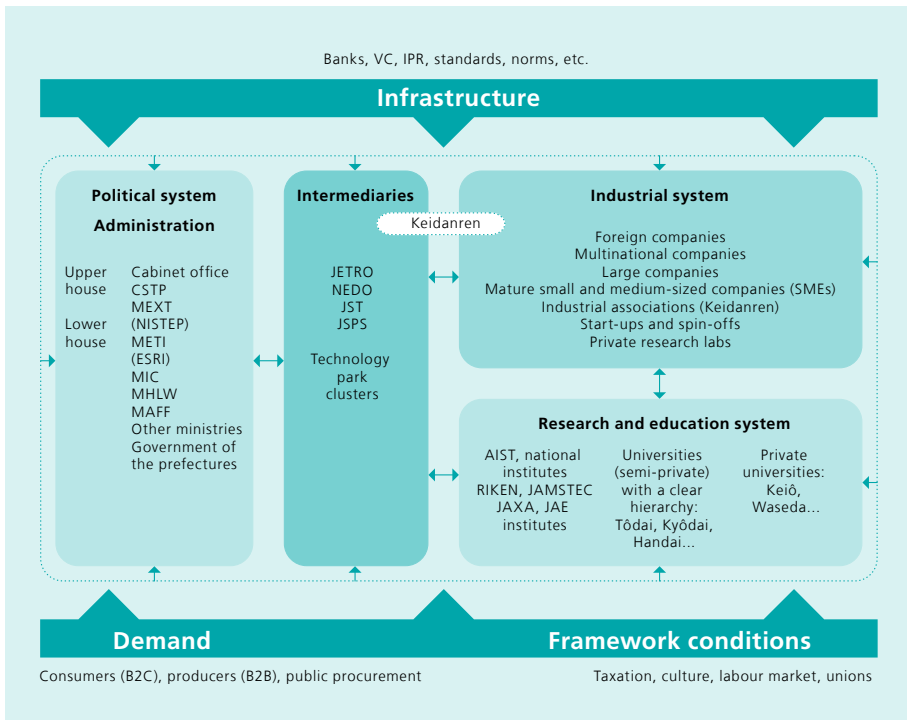 Banks, VC, IPR, standards, norms, etc.
Infrastructure
Political system
Administration
Upper
house
Lower
house
Cabinet office
CSTP
MEXT
(NISTEP)
METI
(ESRI)
MIC
MHLW
MAFF
Other ministries
Government of
the prefectures
Intermediaries
Keidanren
JETRO
NEDO
JST
JSPS
Technology
park
clusters
Industrial system
Foreign companies
Multinational companies
Large companies
Mature small and medium-sized companies (SMEs)
Industrial associations (Keidanren)
Start-ups and spin-offs
Private research labs
Research and education system
AIST, national
institutes
RIKEN, JAMSTEC
JAXA, JAE
institutes
Universities
(semi-private)
with a clear
hierarchy:
Tôdai, Kyôdai,
Handai...
Private
universities:
Keiô,
Waseda...
Demand
Consumers (B2C), producers (B2B), public procurement
Framework conditions
Taxation, culture, labour market, unions